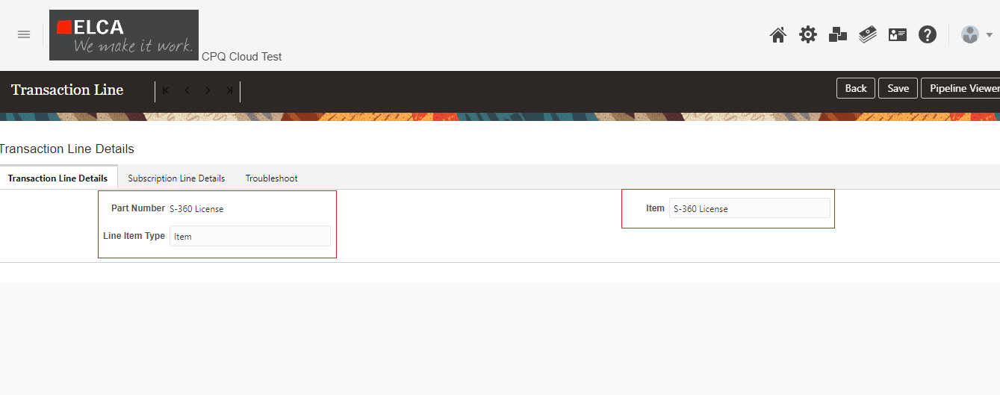 ELCA
We make it work.
CPQ Cloud Test
Transaction Line
Back Save Pipeline Viewer
Transaction Line Details
Transaction Line Details Subscription Line Details Troubleshoot
Part Number S-360 License Item S-360 License
Line Item Type Item